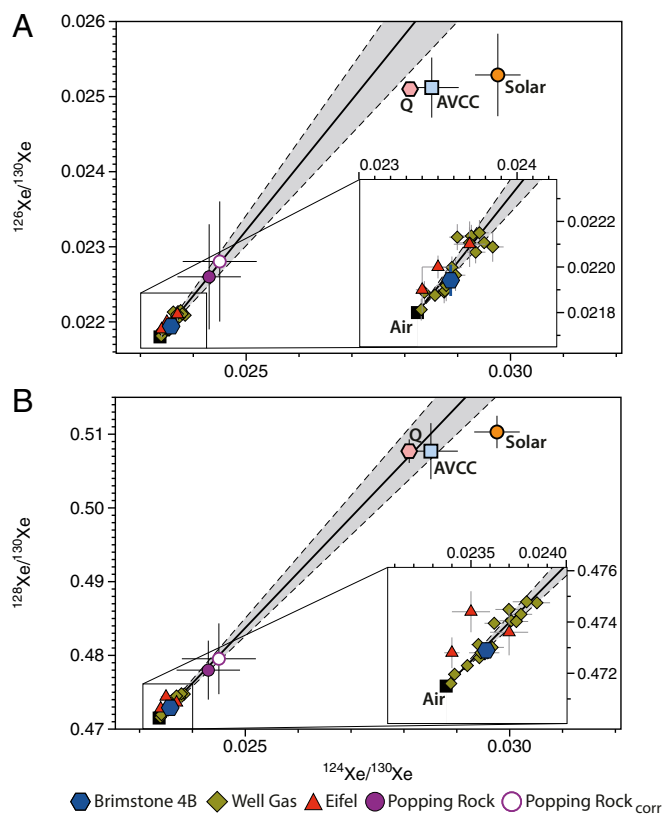 A
0.026
0.025
0.024
0.023
0.022
126Xe/130Xe
Q
AVCC
Solar
0.023
0.024
0.0222
0.0220
0.0218
Air
0.025
0.030
B
0.51
0.50
0.49
0.48
0.47
128Xe/130Xe
Q
AVCC
Solar
0.0235
0.0240
0.476
0.474
0.472
Air
0.025
0.030
124Xe/130Xe
Brimstone 4B Well Gas Eifel Popping Rock Popping Rock corr